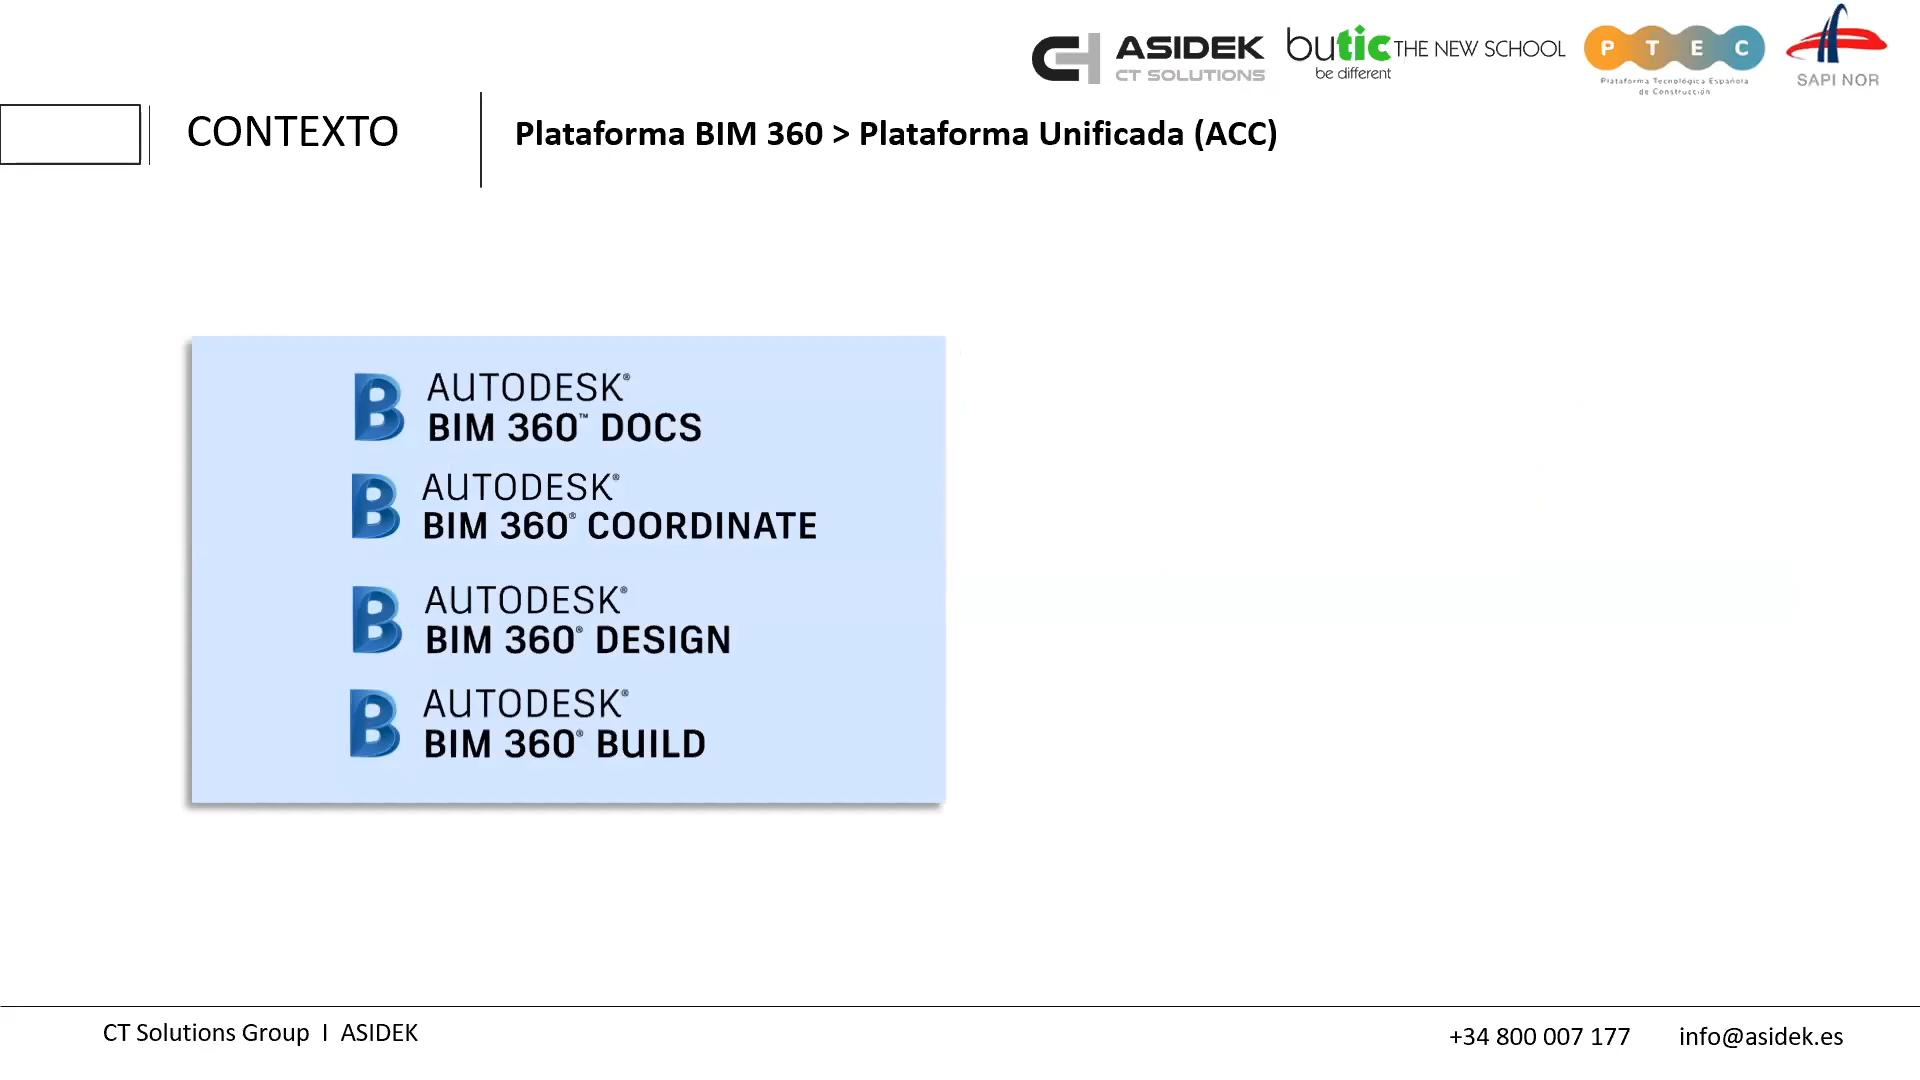 ASIDEK
CT SOLUTIONS
butic THE NEW SCHOOL
be different
P T E C
Plataforma Tecnológica Española
de Construcción
SAPI NOR
CONTEXTO
Plataforma BIM 360 > Plataforma Unificada (ACC)
AUTODESK®
BIM 360™ DOCS
AUTODESK®
BIM 360® COORDINATE
AUTODESK®
BIM 360® DESIGN
AUTODESK®
BIM 360® BUILD
CT Solutions Group I ASIDEK
+34 800 007 177 info@asidek.es